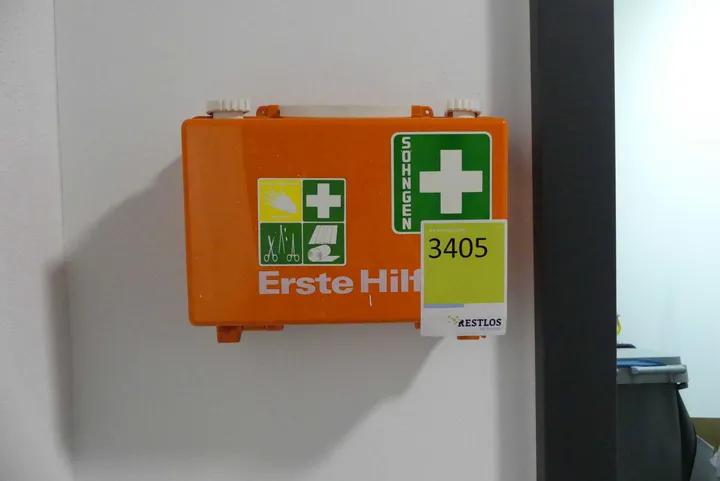 SÖHNGEN
3405
Erste Hilf
RESTLOS